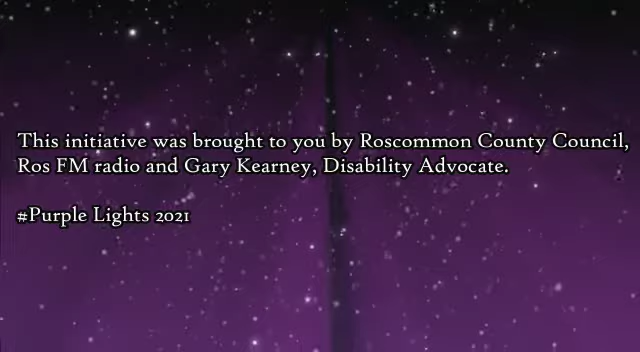 This initiative was brought to you by Roscommon County Council,
Ros FM radio and Gary Kearney, Disability Advocate.
#Purple Lights 2021